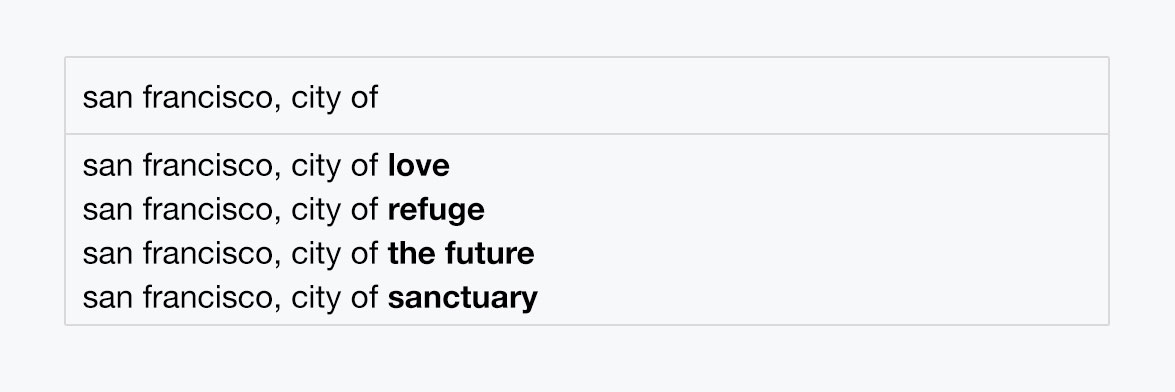 san francisco, city of
san francisco, city of love
san francisco, city of refuge
san francisco, city of the future
san francisco, city of sanctuary